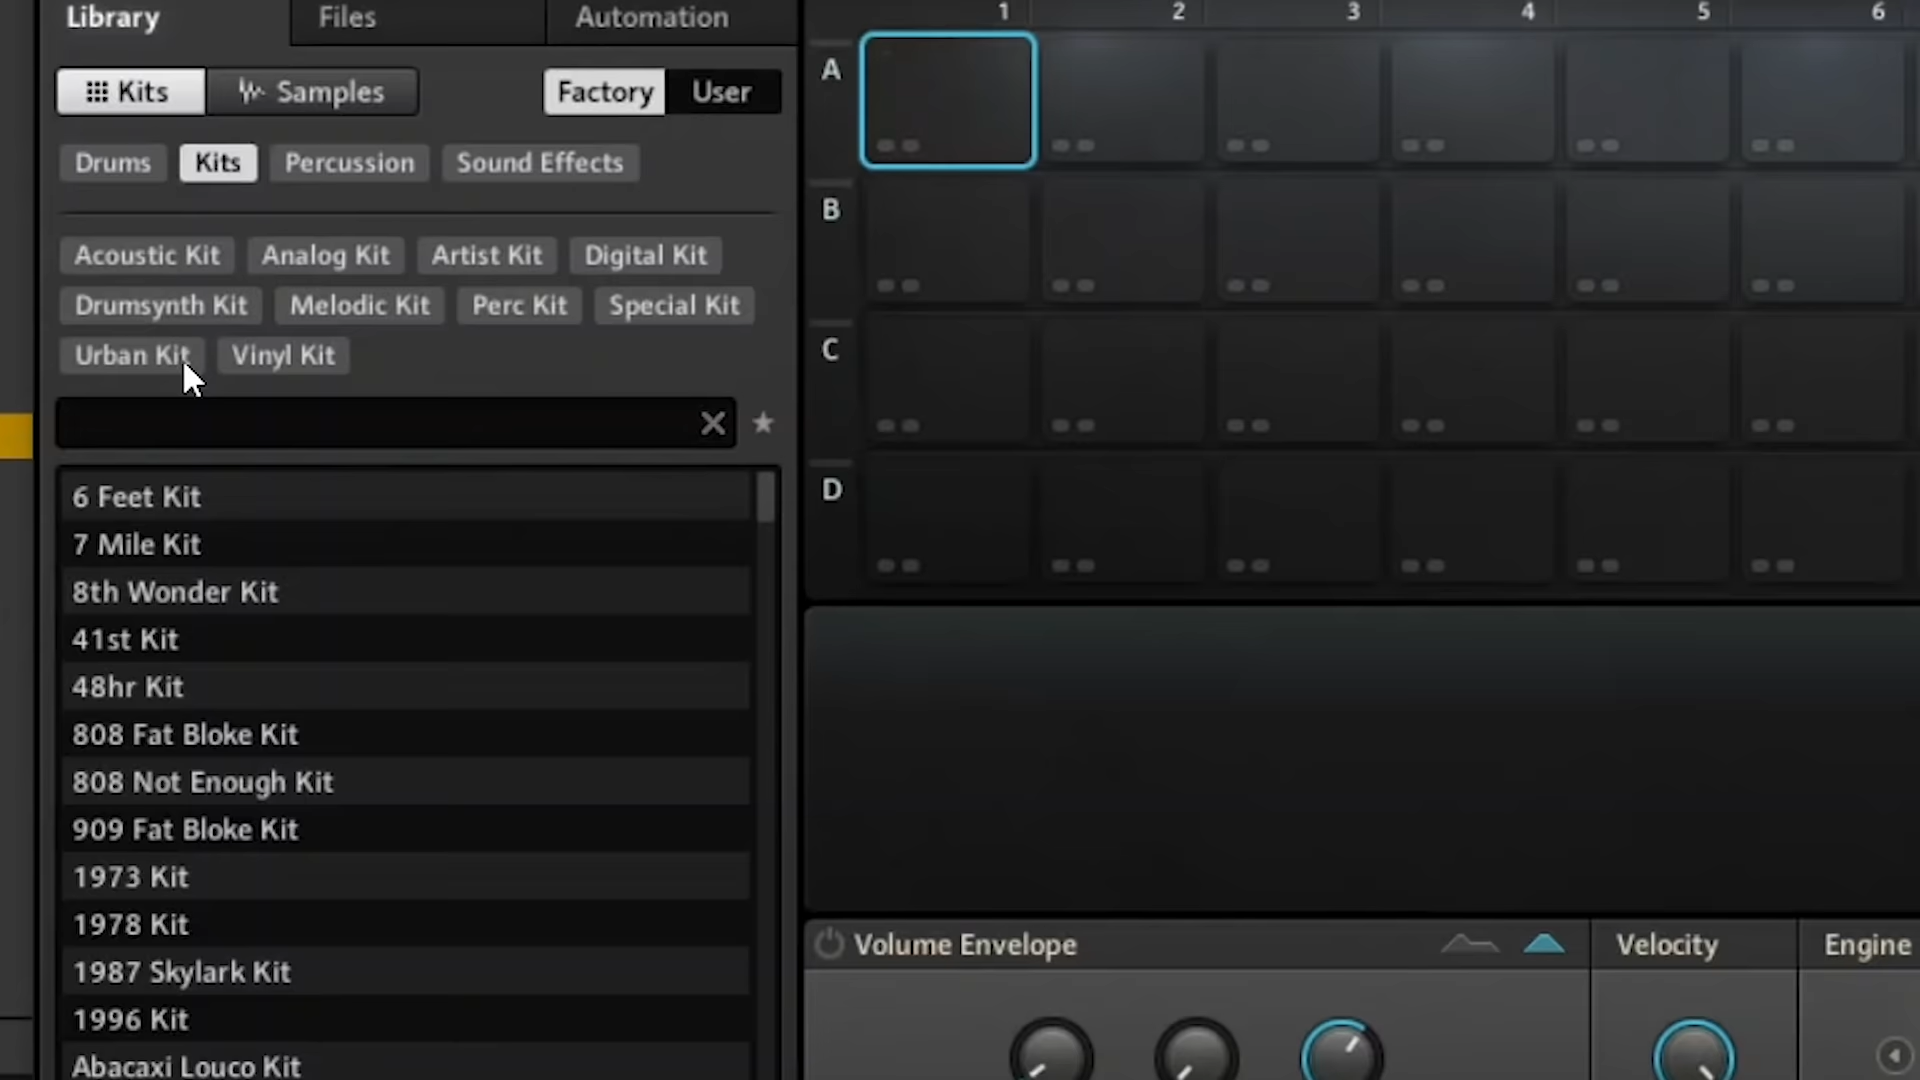 Library Files Automation
Kits Samples Factory User
Drums Kits Percussion Sound Effects
Acoustic Kit Analog Kit Artist Kit Digital Kit
Drumsynth Kit Melodic Kit Perc Kit Special Kit
Urban Kit Vinyl Kit
6 Feet Kit
7 Mile Kit
8th Wonder Kit
41st Kit
48hr Kit
808 Fat Bloke Kit
808 Not Enough Kit
909 Fat Bloke Kit
1973 Kit
1978 Kit
1987 Skylark Kit
1996 Kit
Abacaxi Louco Kit
1 2 3 4 5 6
A
B
C
D
Volume Envelope Velocity Engine